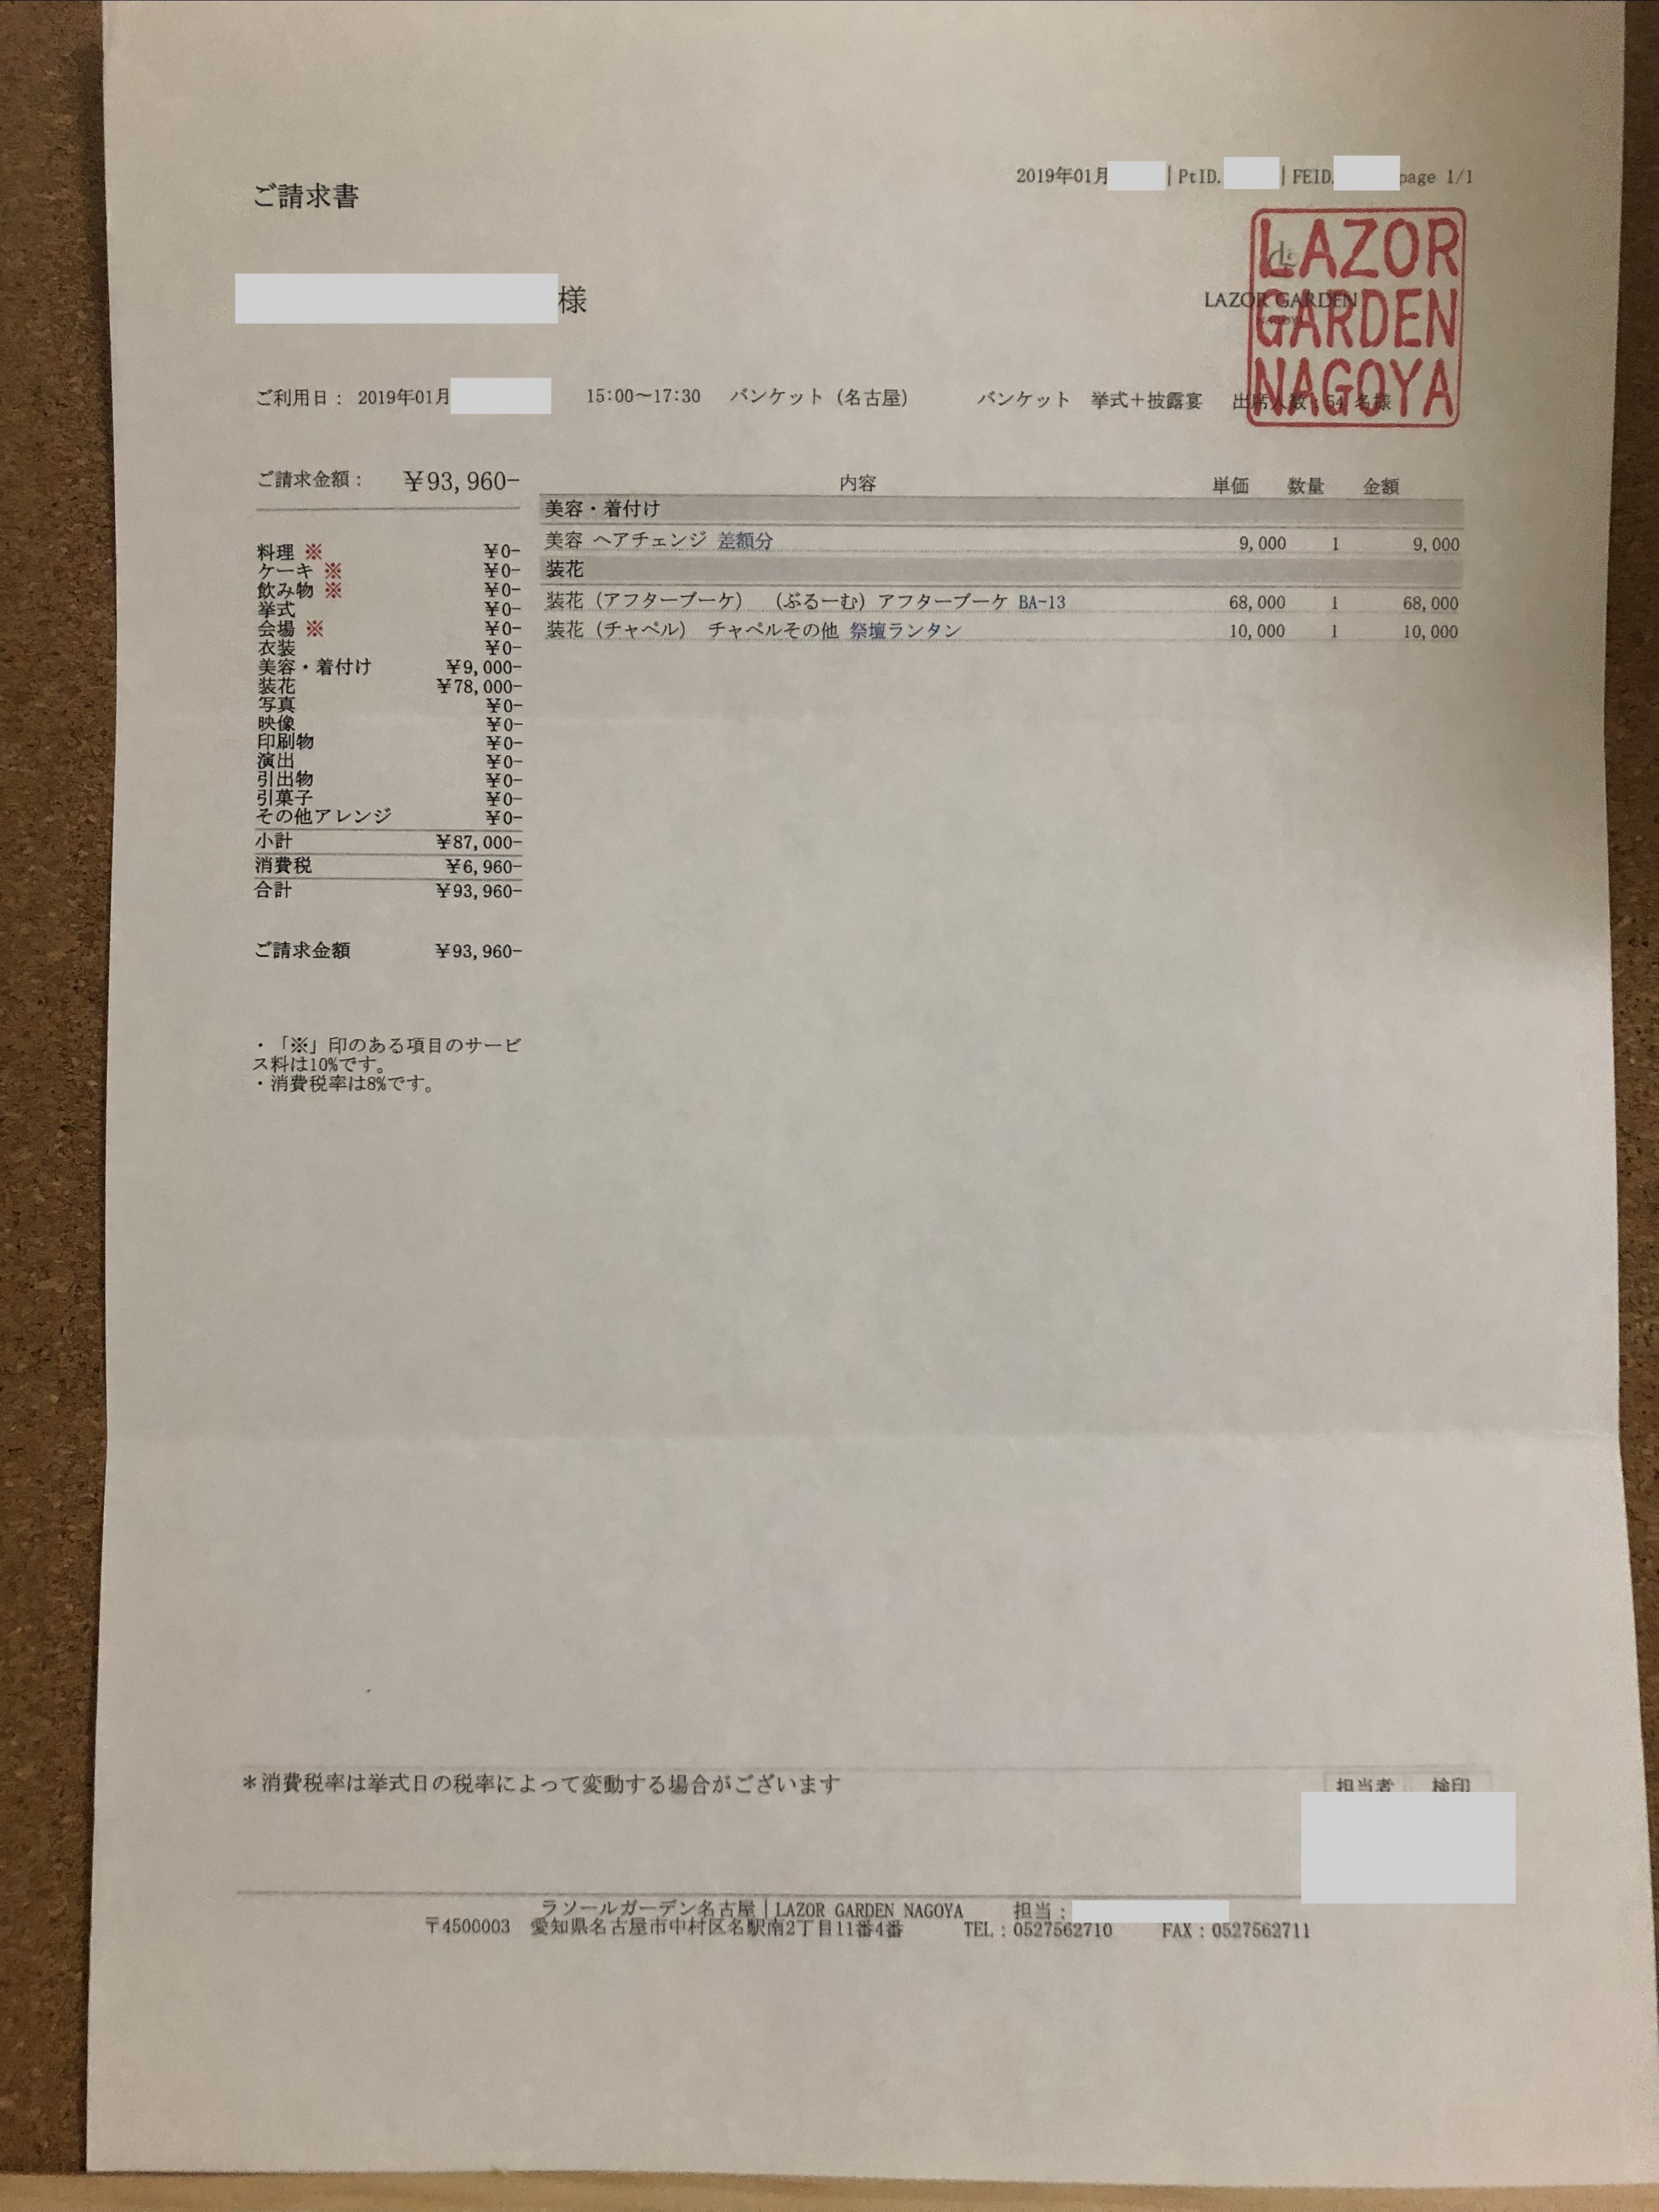 2019年01月 | PtID. | FEID. page 1/1
ご請求書
LAZOR GARDEN NAGOYA
LAZOR GARDEN
NAGOYA
様
ご利用日： 2019年01月 15:00～17:30 バンケット（名古屋） バンケット 挙式＋披露宴 出席人数：54 名様
ご請求金額： ￥93,960-
内容 単価 数量 金額
美容・着付け
美容 ヘアチェンジ 差額分 9,000 1 9,000
装花
装花（アフターブーケ） （ぶるーむ）アフターブーケ BA-13 68,000 1 68,000
装花（チャペル） チャペルその他 祭壇ランタン 10,000 1 10,000
料理 ※ ￥0-
ケーキ ※ ￥0-
飲み物 ※ ￥0-
挙式 ￥0-
会場 ※ ￥0-
衣装 ￥0-
美容・着付け ￥9,000-
装花 ￥78,000-
写真 ￥0-
映像 ￥0-
印刷物 ￥0-
演出 ￥0-
引出物 ￥0-
引菓子 ￥0-
その他アレンジ ￥0-
小計 ￥87,000-
消費税 ￥6,960-
合計 ￥93,960-
ご請求金額 ￥93,960-
・「※」印のある項目のサービ
ス料は10%です。
・消費税率は8%です。
＊消費税率は挙式日の税率によって変動する場合がございます
担当者 検印
ラソールガーデン名古屋｜LAZOR GARDEN NAGOYA 担当：
〒4500003 愛知県名古屋市中村区名駅南2丁目11番4番 TEL：0527562710 FAX：0527562711